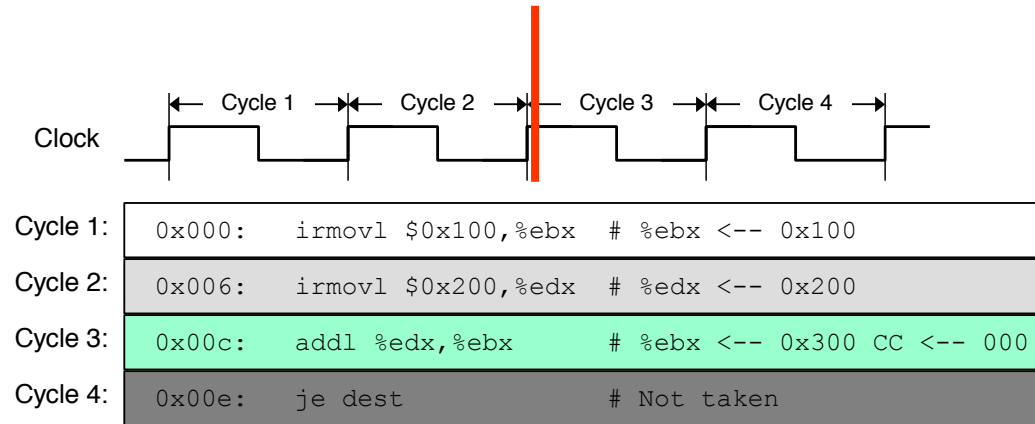 Cycle 1 Cycle 2 Cycle 3 Cycle 4
Clock
Cycle 1: 0x000: irmovl $0x100,%ebx # %ebx <-- 0x100
Cycle 2: 0x006: irmovl $0x200,%edx # %edx <-- 0x200
Cycle 3: 0x00c: addl %edx,%ebx # %ebx <-- 0x300 CC <-- 000
Cycle 4: 0x00e: je dest # Not taken